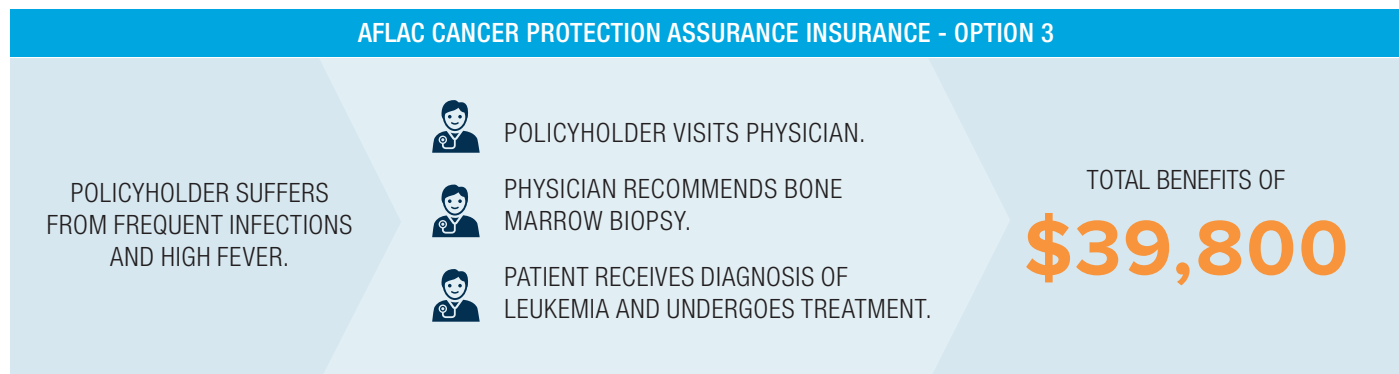 AFLAC CANCER PROTECTION ASSURANCE INSURANCE - OPTION 3
POLICYHOLDER SUFFERS
FROM FREQUENT INFECTIONS
AND HIGH FEVER.
POLICYHOLDER VISITS PHYSICIAN.
PHYSICIAN RECOMMENDS BONE
MARROW BIOPSY.
PATIENT RECEIVES DIAGNOSIS OF
LEUKEMIA AND UNDERGOES TREATMENT.
TOTAL BENEFITS OF
$39,800